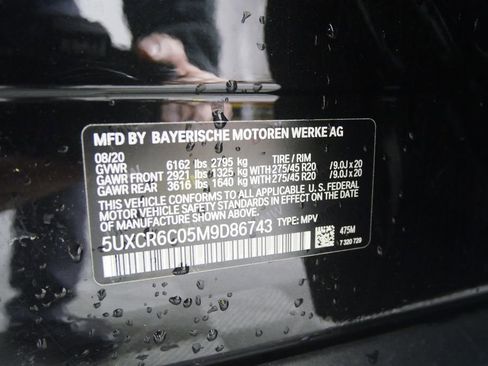 MFD BY BAYERISCHE MOTOREN WERKE AG
08/20 TIRE / RIM
GVWR 6162 lbs 2795 kg
GAWR FRONT 2921 lbs 1325 kg 275/45 R20 / 9.0J x 20
GAWR REAR 3616 lbs 1640 kg 275/45 R20 / 9.0J x 20
THIS VEHICLE CONFORMS TO ALL APPLICABLE U.S. FEDERAL
MOTOR VEHICLE SAFETY STANDARDS IN EFFECT ON THE DATE
OF MANUFACTURE SHOWN ABOVE.
5UXCR6C05M9D86743 TYPE: MPV
475M
7 320 729